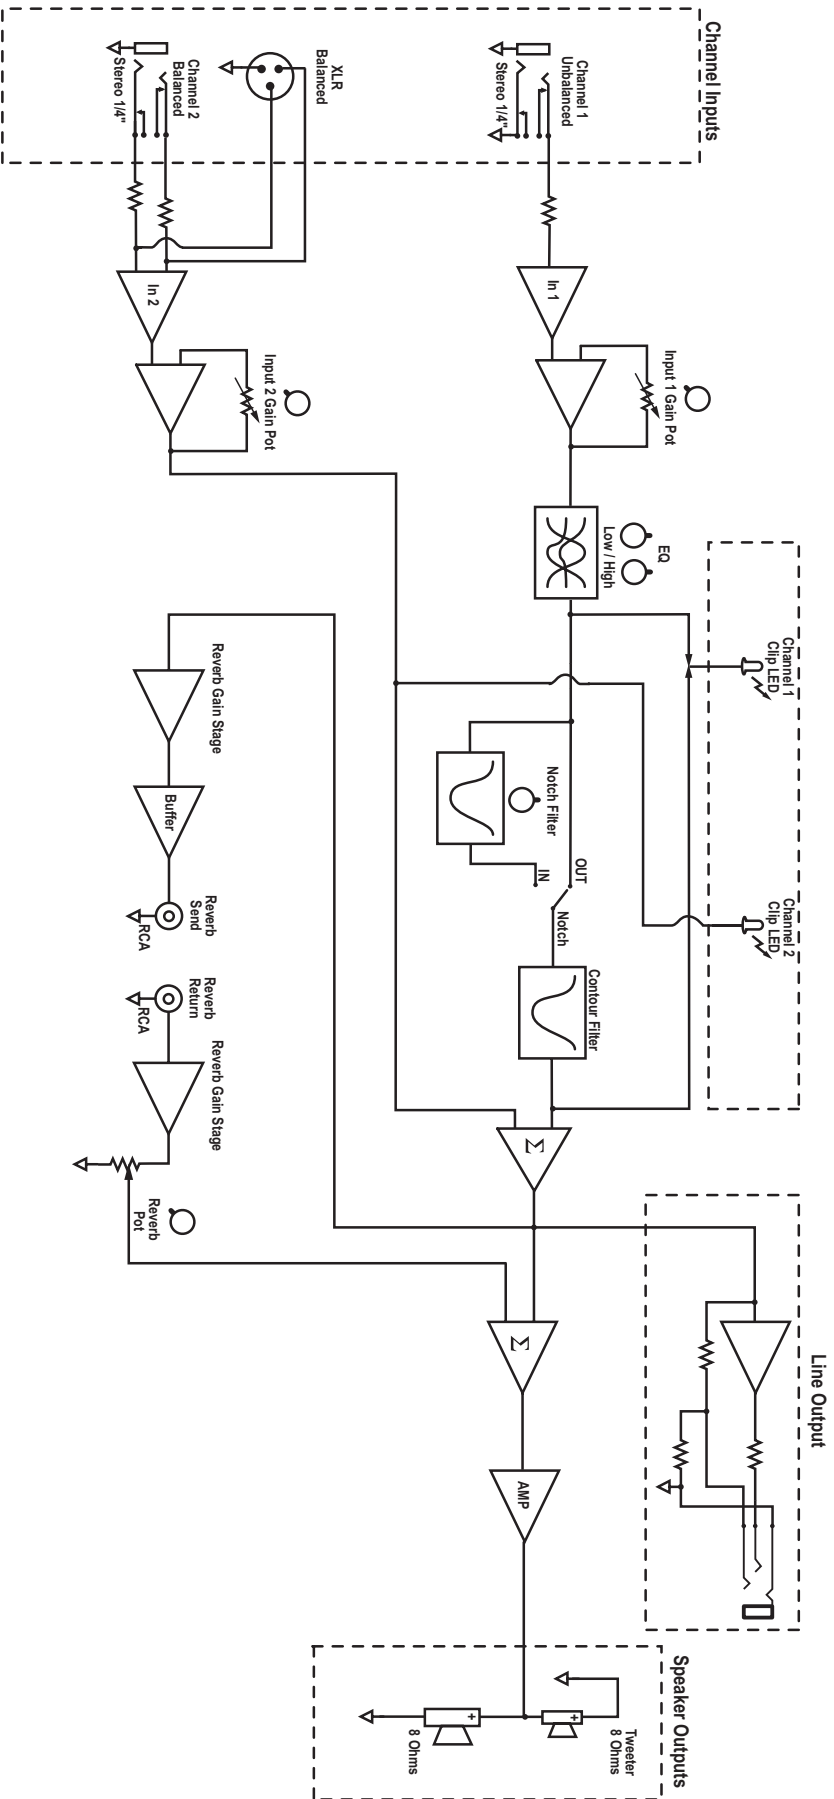 Channel Inputs
Channel 1
Unbalanced
Stereo 1/4"
XLR
Balanced
Channel 2
Balanced
Stereo 1/4"
In 1
In 2
Input 1 Gain Pot
Input 2 Gain Pot
EQ
Low / High
Channel 1
Clip LED
Channel 2
Clip LED
Notch Filter
OUT
IN
Notch
Contour Filter
Reverb Gain Stage
Buffer
Reverb
Send
RCA
Reverb
Return
RCA
Reverb Gain Stage
Reverb
Pot
Σ
Σ
AMP
Line Output
Speaker Outputs
Tweeter
8 Ohms
+
+
8 Ohms